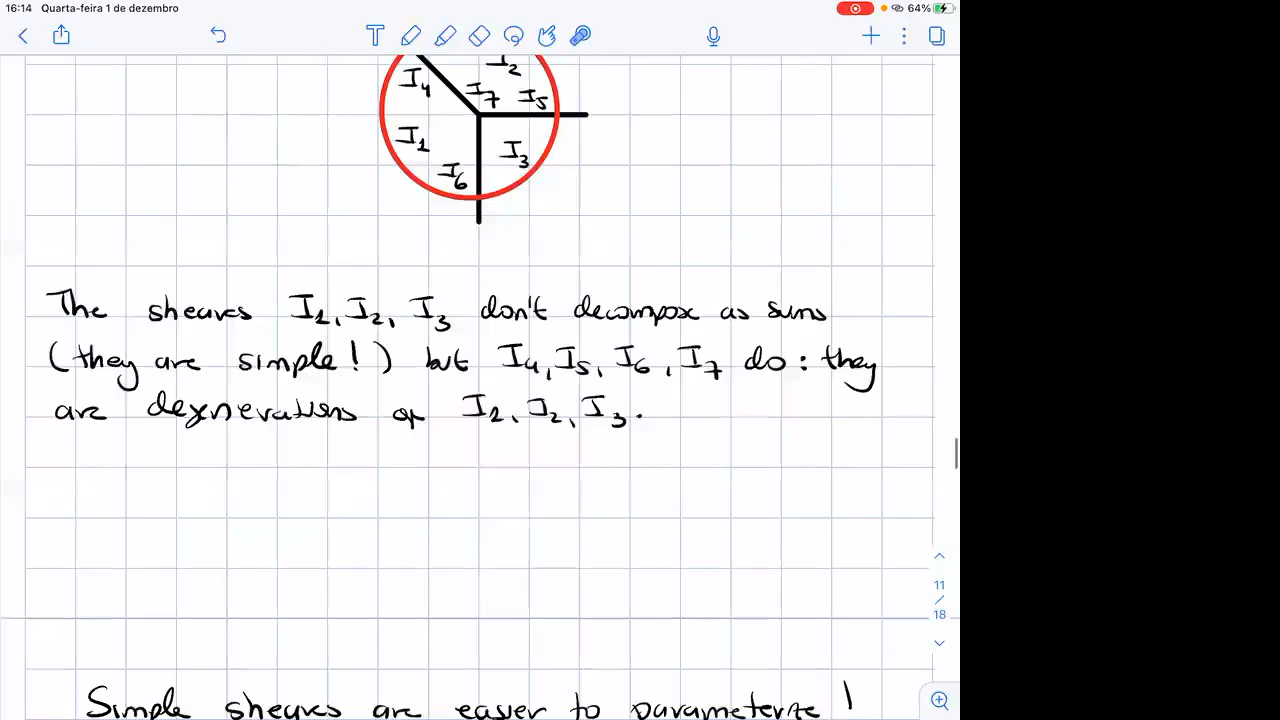 16:14 Quarta-feira 1 de dezembro 64%
I₂
I₄
I₇ I₅
I₁
I₃
I₆
The sheaves I₁, I₂, I₃ don't decompose as sums
(they are simple!) but I₄, I₅, I₆, I₇ do: they
are degenerations of I₁, I₂, I₃.
11
/
18
Simple sheaves are easier to parameterize!